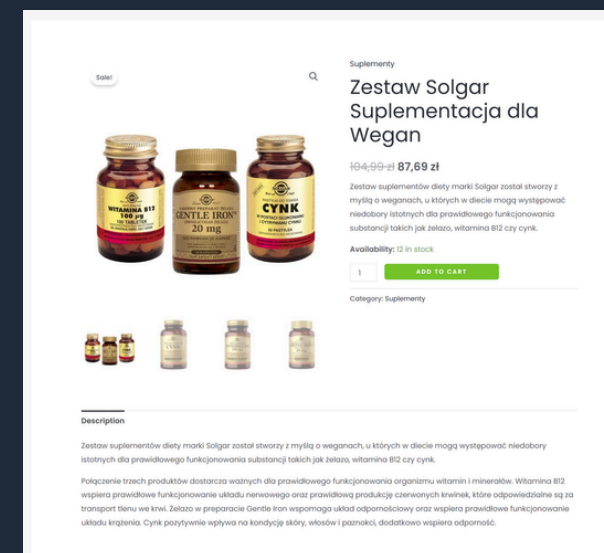 Suplementy
Sale!
Zestaw Solgar
Suplementacja dla
Wegan
104,99 zł 87,69 zł
Zestaw suplementów diety marki Solgar został stworzy z
myślą o weganach, u których w diecie mogą występować
niedobory istotnych dla prawidłowego funkcjonowania
substancji takich jak żelazo, witamina B12 czy cynk.
Availability: 12 in stock
1
ADD TO CART
Category: Suplementy
WITAMINA B12
100 µg
100 TABLETEK
GENTLE IRON®
20 mg
CYNK
Description
Zestaw suplementów diety marki Solgar został stworzy z myślą o weganach, u których w diecie mogą występować niedobory
istotnych dla prawidłowego funkcjonowania substancji takich jak żelazo, witamina B12 czy cynk.
Połączenie trzech produktów dostarcza ważnych dla prawidłowego funkcjonowania organizmu witamin i minerałów. Witamina B12
wspiera prawidłowe funkcjonowanie układu nerwowego oraz prawidłową produkcję czerwonych krwinek, które odpowiedzialne są za
transport tlenu we krwi. Żelazo w preparacie Gentle Iron wspomaga układ odpornościowy oraz wspiera prawidłowe funkcjonowanie
układu krążenia. Cynk pozytywnie wpływa na kondycję skóry, włosów i paznokci, dodatkowo wspiera odporność.